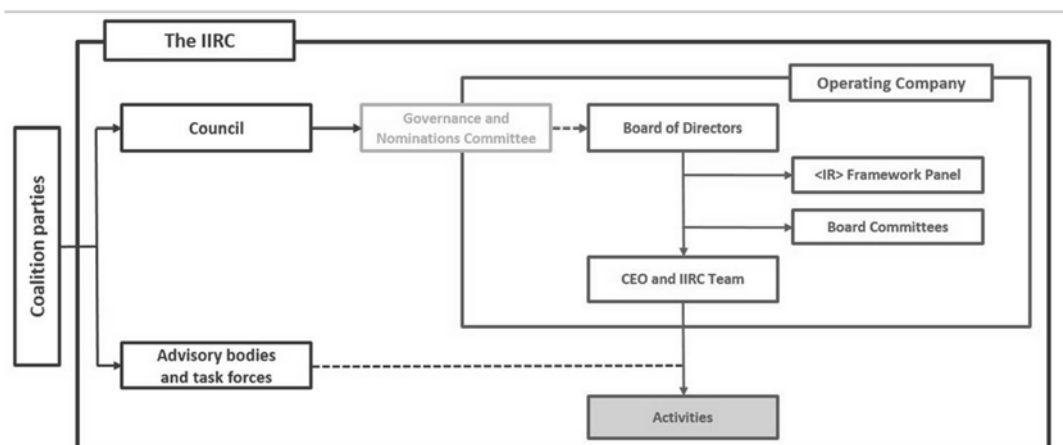 The IIRC
Operating Company
Council
Governance and
Nominations Committee
Board of Directors
<IR> Framework Panel
Board Committees
Coalition parties
CEO and IIRC Team
Advisory bodies
and task forces
Activities